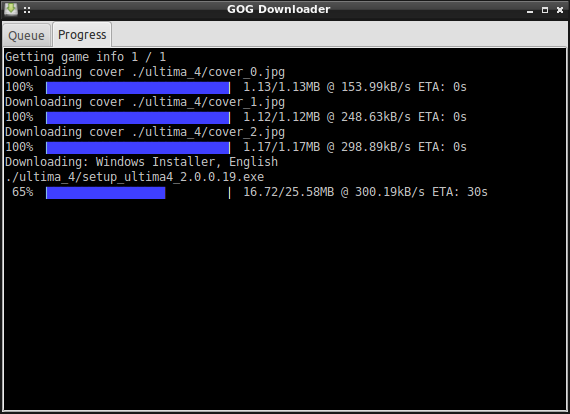 GOG Downloader
Queue Progress
Getting game info 1 / 1
Downloading cover ./ultima_4/cover_0.jpg
100% 1.13/1.13MB @ 153.99kB/s ETA: 0s
Downloading cover ./ultima_4/cover_1.jpg
100% 1.12/1.12MB @ 248.63kB/s ETA: 0s
Downloading cover ./ultima_4/cover_2.jpg
100% 1.17/1.17MB @ 298.89kB/s ETA: 0s
Downloading: Windows Installer, English
./ultima_4/setup_ultima4_2.0.0.19.exe
65% 16.72/25.58MB @ 300.19kB/s ETA: 30s